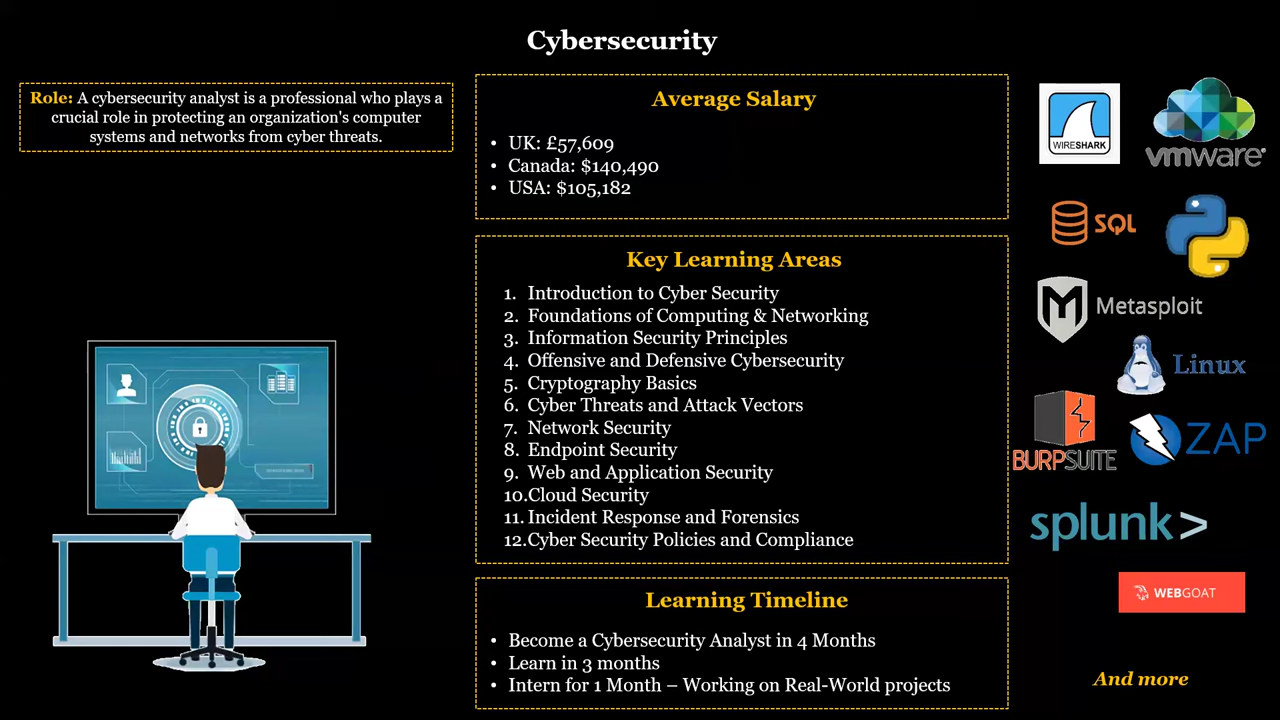 Cybersecurity
Role: A cybersecurity analyst is a professional who plays a
crucial role in protecting an organization's computer
systems and networks from cyber threats.
Average Salary
• UK: £57,609
• Canada: $140,490
• USA: $105,182
Key Learning Areas
1. Introduction to Cyber Security
2. Foundations of Computing & Networking
3. Information Security Principles
4. Offensive and Defensive Cybersecurity
5. Cryptography Basics
6. Cyber Threats and Attack Vectors
7. Network Security
8. Endpoint Security
9. Web and Application Security
10.Cloud Security
11. Incident Response and Forensics
12.Cyber Security Policies and Compliance
Learning Timeline
• Become a Cybersecurity Analyst in 4 Months
• Learn in 3 months
• Intern for 1 Month – Working on Real-World projects
WIRESHARK
vmware®
SQL
Metasploit
Linux
BURPSUITE
ZAP
splunk>
WEBGOAT
And more